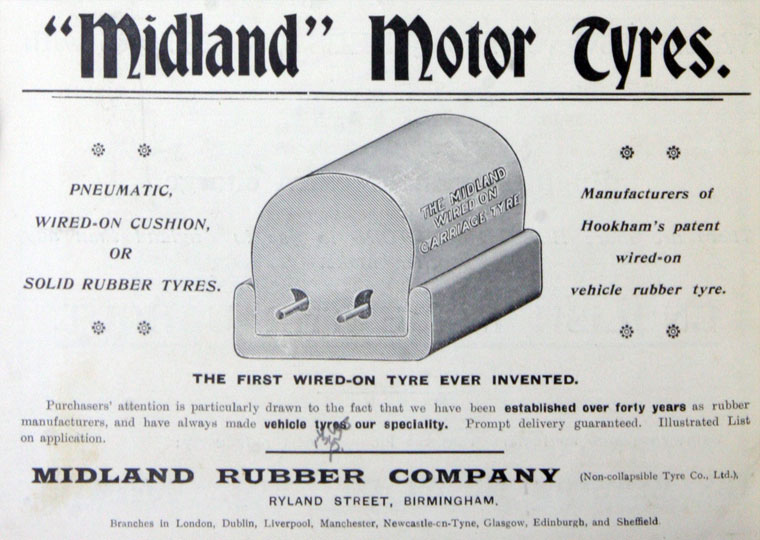 "Midland" Motor Tyres.
PNEUMATIC,
WIRED-ON CUSHION,
OR
SOLID RUBBER TYRES.
THE MIDLAND
WIRED ON
CARRIAGE TYRE
Manufacturers of
Hookham's patent
wired-on
vehicle rubber tyre.
THE FIRST WIRED-ON TYRE EVER INVENTED.
Purchasers' attention is particularly drawn to the fact that we have been established over forty years as rubber
manufacturers, and have always made vehicle tyres our speciality. Prompt delivery guaranteed. Illustrated List
on application.
MIDLAND RUBBER COMPANY (Non-collapsible Tyre Co., Ltd.),
RYLAND STREET, BIRMINGHAM.
Branches in London, Dublin, Liverpool, Manchester, Newcastle-on-Tyne, Glasgow, Edinburgh, and Sheffield.